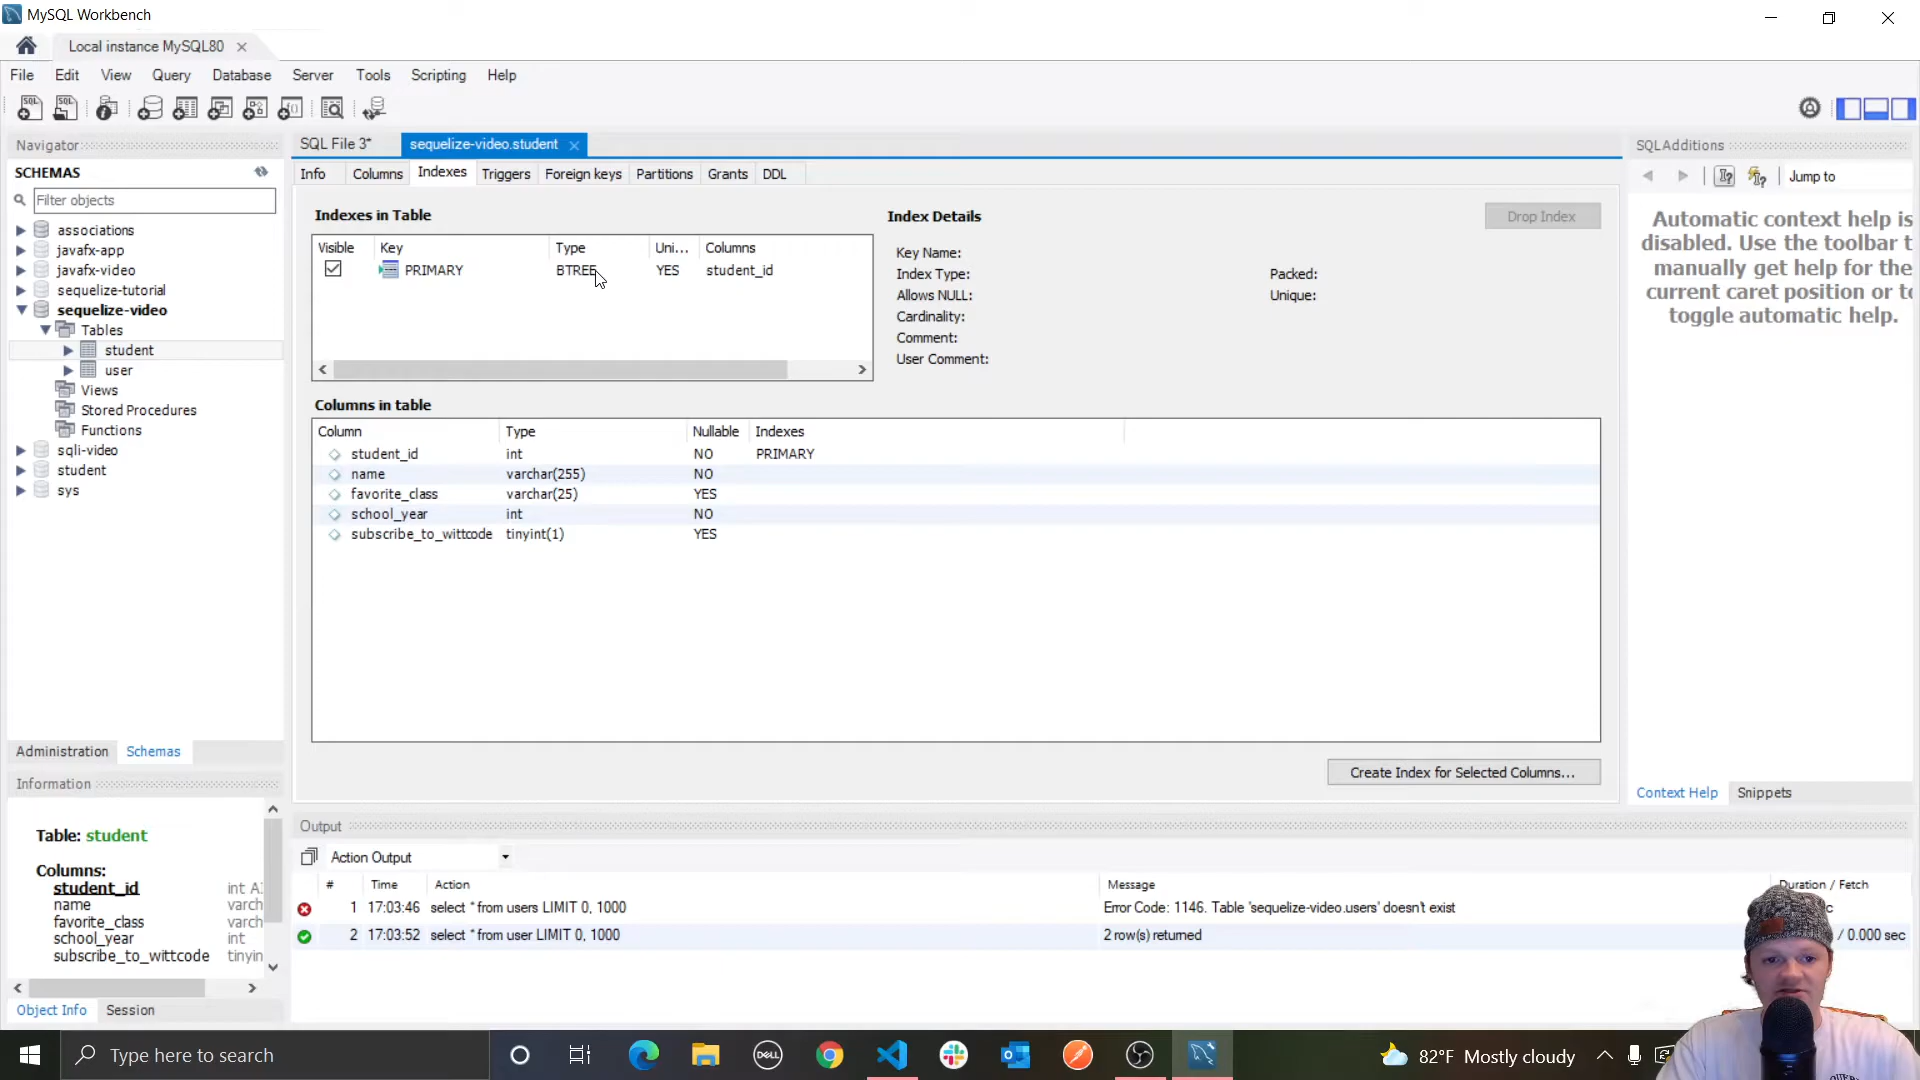 MySQL Workbench
Local instance MySQL80
File Edit View Query Database Server Tools Scripting Help
Navigator
SCHEMAS
Filter objects
associations
javafx-app
javafx-video
sequelize-tutorial
sequelize-video
Tables
student
user
Views
Stored Procedures
Functions
sqli-video
student
sys
Administration Schemas
Information
Table: student
Columns:
student_id int AI
name varch
favorite_class varch
school_year int
subscribe_to_wittcode tinyin
Object Info Session
SQL File 3* sequelize-video.student
Info Columns Indexes Triggers Foreign keys Partitions Grants DDL
Indexes in Table
Visible Key Type Uni... Columns
PRIMARY BTREE YES student_id
Index Details
Drop Index
Key Name:
Index Type: Packed:
Allows NULL: Unique:
Cardinality:
Comment:
User Comment:
Columns in table
Column Type Nullable Indexes
student_id int NO PRIMARY
name varchar(255) NO
favorite_class varchar(25) YES
school_year int NO
subscribe_to_wittcode tinyint(1) YES
Create Index for Selected Columns...
SQLAdditions
Jump to
Automatic context help is
disabled. Use the toolbar t
manually get help for the
current caret position or to
toggle automatic help.
Context Help Snippets
Output
Action Output
# Time Action Message Duration / Fetch
1 17:03:46 select * from users LIMIT 0, 1000 Error Code: 1146. Table 'sequelize-video.users' doesn't exist
2 17:03:52 select * from user LIMIT 0, 1000 2 row(s) returned / 0.000 sec
Type here to search
DELL
82°F Mostly cloudy